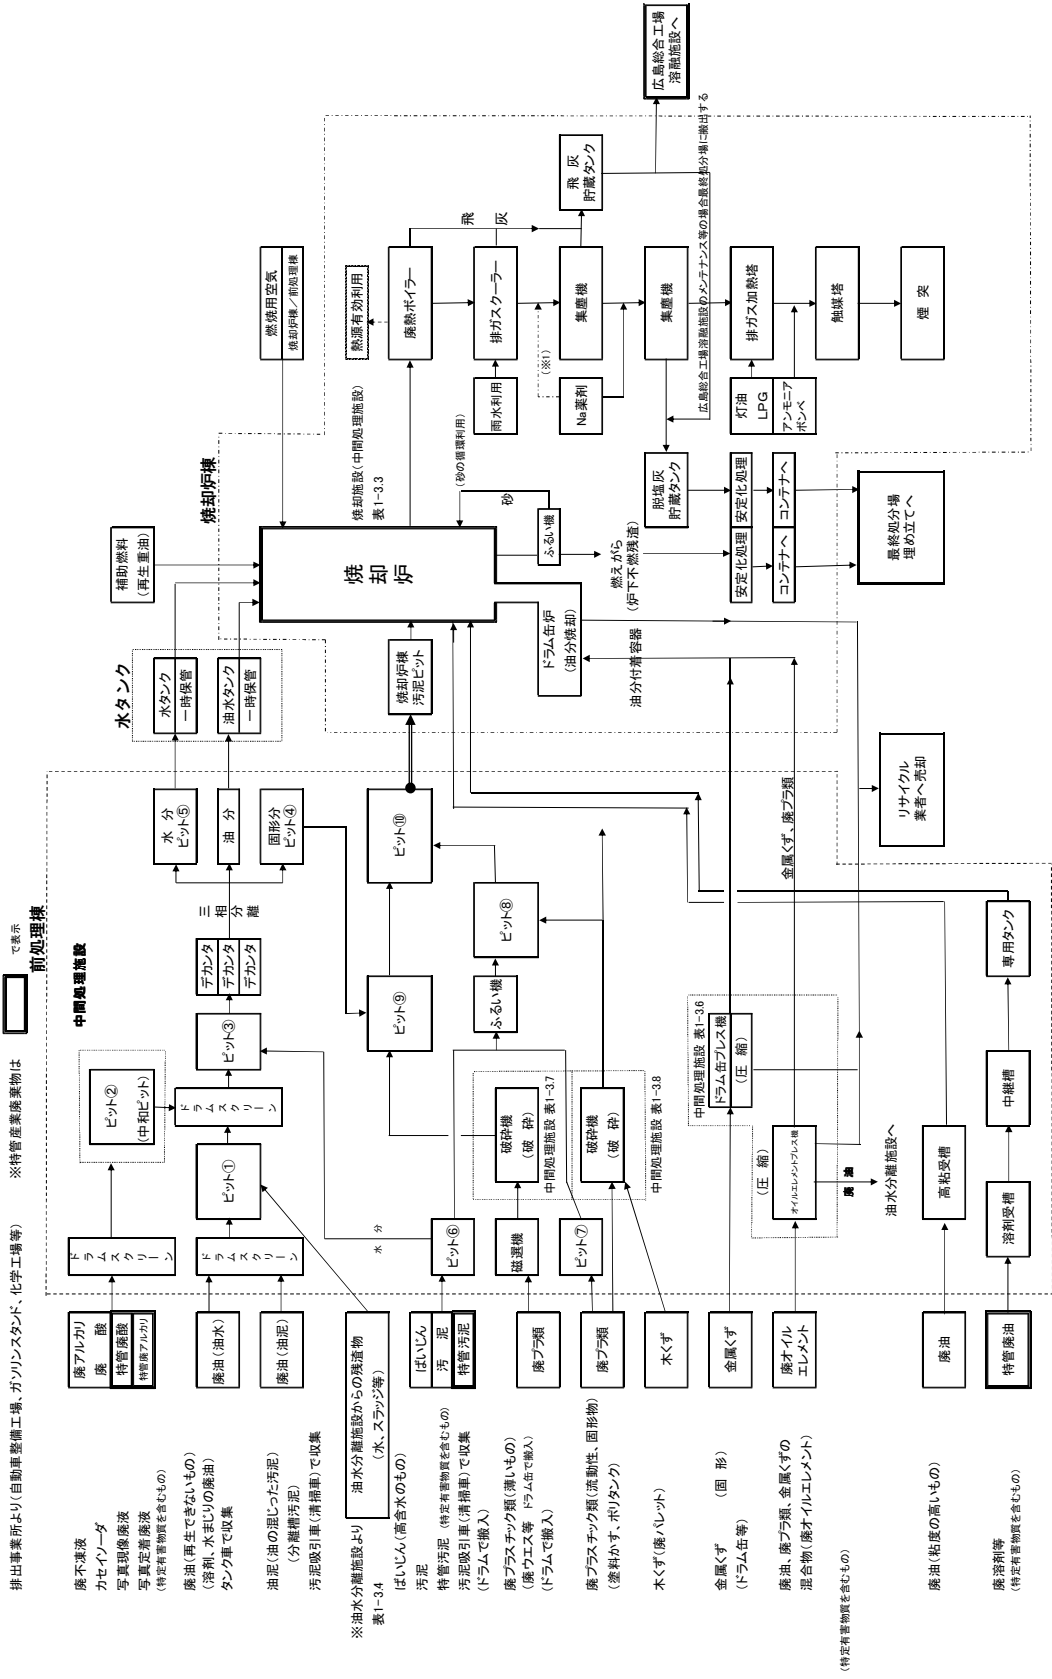 排出事業所より(自動車整備工場、ガソリンスタンド、化学工場等)
※特管産業廃棄物は
で表示
前処理棟
中間処理施設
廃不凍液
カセイソーダ
写真現像廃液
写真定着廃液
(特定有害物質を含むもの)
廃アルカリ
廃 酸
特管廃酸
特管廃アルカリ
ドラムスクリーン
ピット②
(中和ピット)
廃油(再生できないもの)
(溶剤、水まじりの廃油)
タンク車で収集
廃油(油水)
油泥(油の混じった汚泥)
(分離槽汚泥)
汚泥吸引車(清掃車)で収集
廃油(油泥)
ドラムスクリーン
ピット①
ドラムスクリーン
ピット③
デカンタ
デカンタ
デカンタ
三相分離
水 分
ピット⑤
油 分
固形分
ピット④
水タンク
水タンク
一時保管
油水タンク
一時保管
補助燃料
(再生重油)
焼却炉棟
燃焼用空気
焼却炉棟/前処理棟
※油水分離施設より
表1-3.4
油水分離施設からの残渣物
(水、スラッジ等)
ばいじん(高含水のもの)
汚泥
特管汚泥 (特定有害物質を含むもの)
汚泥吸引車(清掃車)で収集
(ドラムで搬入)
ばいじん
汚 泥
特管汚泥
水 分
ピット⑥
ピット⑨
ピット⑩
焼却炉棟
汚泥ピット
焼却炉
焼却施設(中間処理施設)
表1-3.3
熱源有効利用
廃熱ボイラー
飛 灰
廃プラスチック類(薄いもの)
(廃ウエス等 ドラム缶で搬入)
(ドラムで搬入)
廃プラ類
磁選機
破砕機
(破 砕)
中間処理施設 表1-3.7
ふるい機
ピット⑧
(砂の循環利用)
砂
ふるい機
雨水利用
排ガスクーラー
(※1)
廃プラスチック類(流動性、固形物)
(塗料かす、ポリタンク)
廃プラ類
ピット⑦
破砕機
(破 砕)
中間処理施設 表1-3.8
ドラム缶炉
(油分焼却)
燃えがら
(炉下不燃残渣)
Na薬剤
集塵機
飛 灰
貯蔵タンク
木くず(廃パレット)
木くず
油分付着容器
脱塩灰
貯蔵タンク
集塵機
広島総合工場
溶融施設へ
広島総合工場溶融施設のメンテナンス等の場合最終処分場に搬出する
金属くず (固 形)
(ドラム缶等)
金属くず
中間処理施設 表1-3.6
ドラム缶プレス機
(圧 縮)
安定化処理
安定化処理
灯油
LPG
排ガス加熱塔
廃油、廃プラ類、金属くずの
混合物(廃オイルエレメント)
(特定有害物質を含むもの)
廃オイル
エレメント
(圧 縮)
オイルエレメントプレス機
金属くず、廃プラ類
コンテナへ
コンテナへ
アンモニア
ボンベ
触媒塔
廃油
油水分離施設へ
リサイクル
業者へ売却
最終処分場
埋め立てへ
煙 突
廃油(粘度の高いもの)
廃油
高粘受槽
廃溶剤等
(特定有害物質を含むもの)
特管廃油
溶剤受槽
中継槽
専用タンク